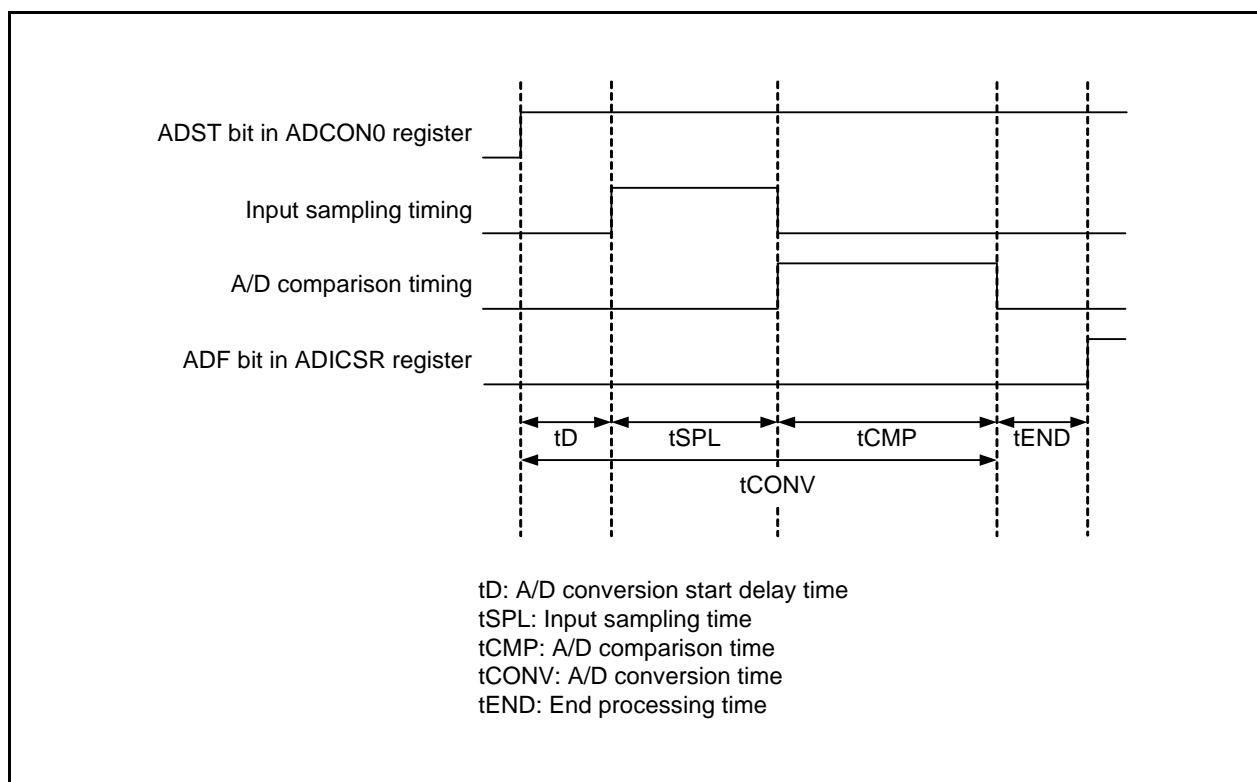 ADST bit in ADCON0 register
Input sampling timing
A/D comparison timing
ADF bit in ADICSR register
tD tSPL tCMP tEND
tCONV
tD: A/D conversion start delay time
tSPL: Input sampling time
tCMP: A/D comparison time
tCONV: A/D conversion time
tEND: End processing time